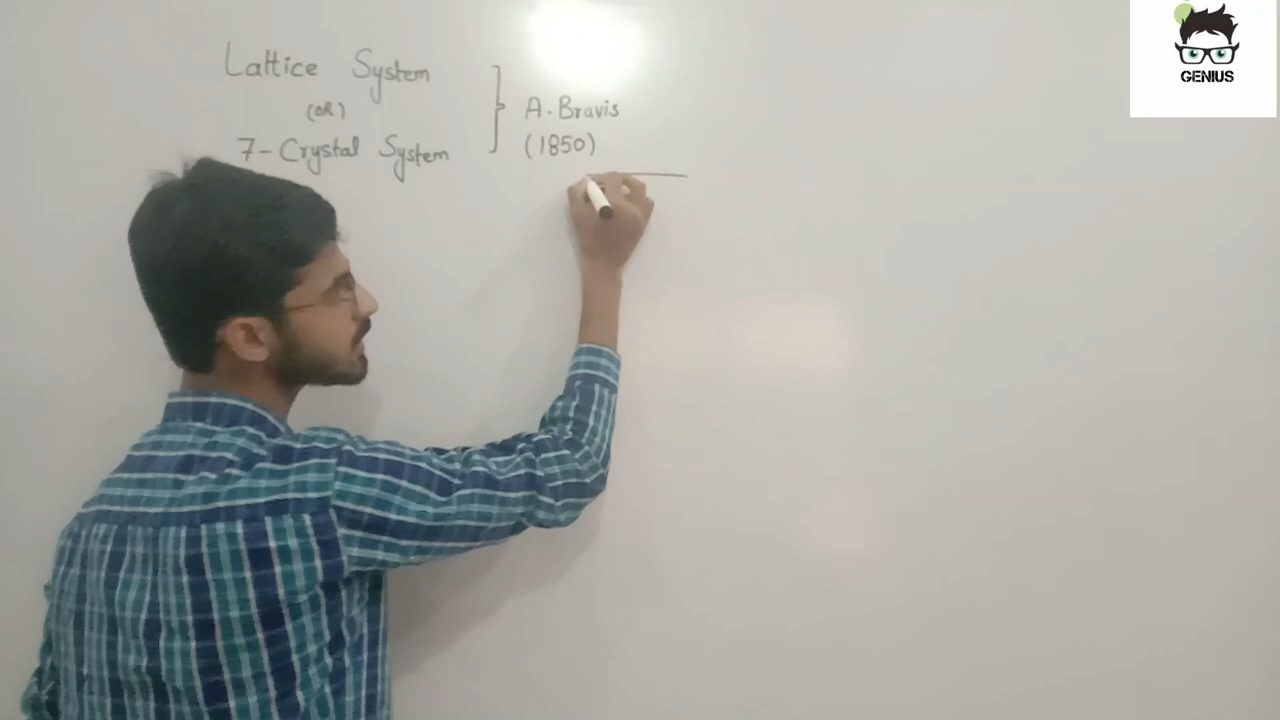 Lattice System
(OR)
7-Crystal System
A. Bravis
(1850)
GENIUS